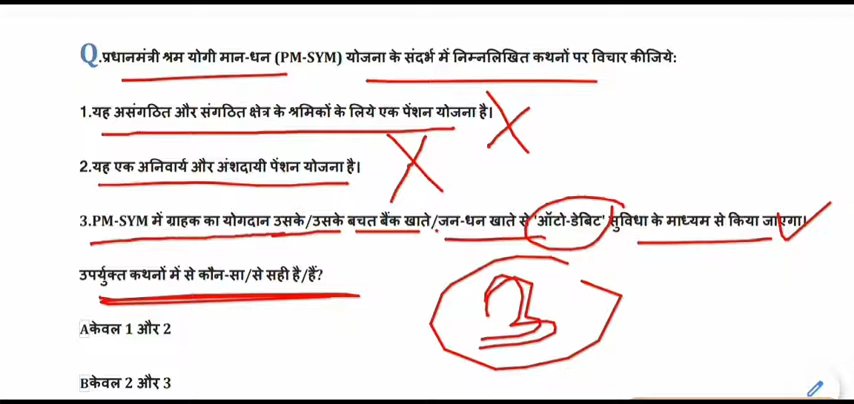 Q.प्रधानमंत्री श्रम योगी मान-धन (PM-SYM) योजना के संदर्भ में निम्नलिखित कथनों पर विचार कीजिये:
1.यह असंगठित और संगठित क्षेत्र के श्रमिकों के लिये एक पेंशन योजना है।
2.यह एक अनिवार्य और अंशदायी पेंशन योजना है।
3.PM-SYM में ग्राहक का योगदान उसके/उसके बचत बैंक खाते/जन-धन खाते से 'ऑटो-डेबिट' सुविधा के माध्यम से किया जाएगा।
उपर्युक्त कथनों में से कौन-सा/से सही है/हैं?
3
Aकेवल 1 और 2
Bकेवल 2 और 3